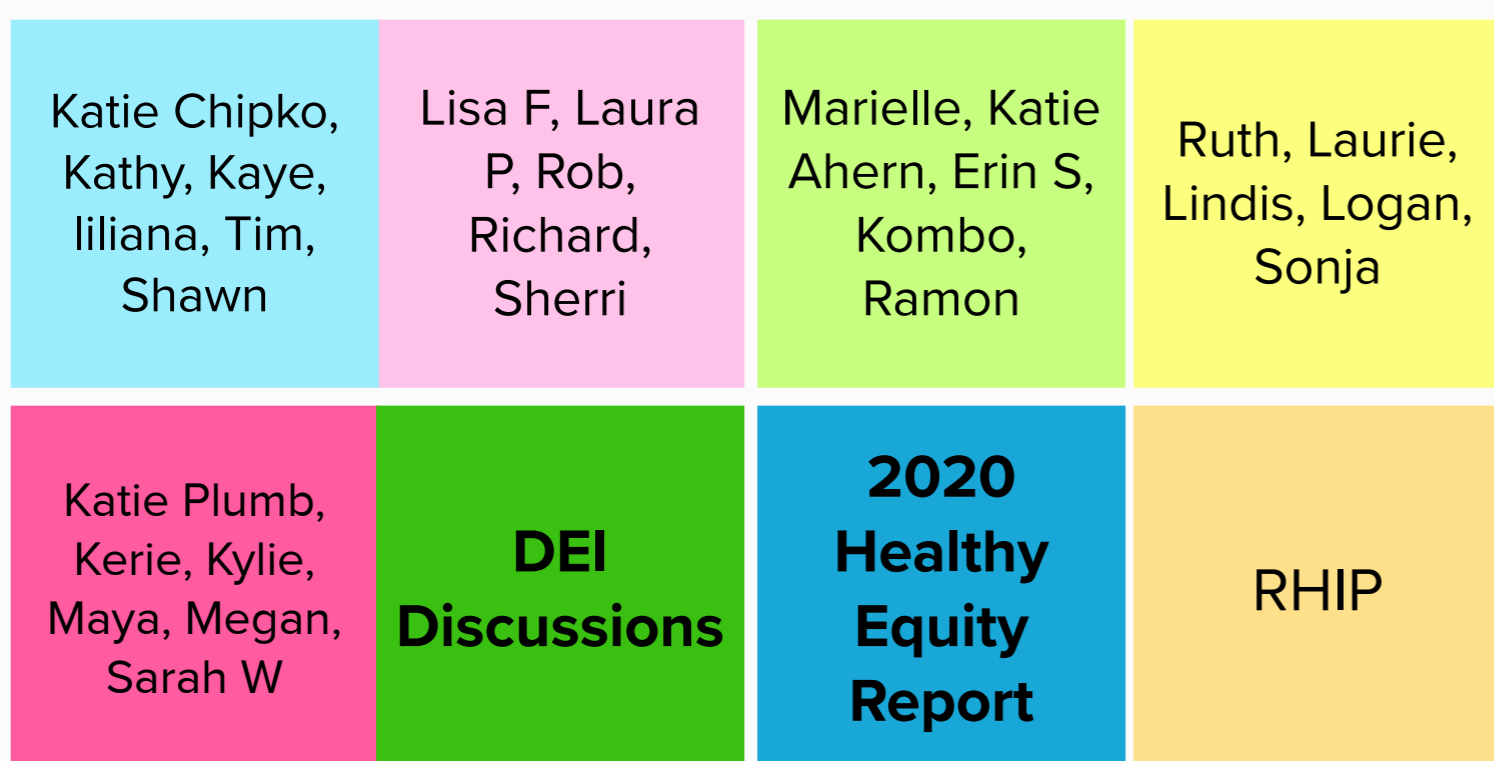 Katie Chipko,
Kathy, Kaye,
liliana, Tim,
Shawn
Lisa F, Laura
P, Rob,
Richard,
Sherri
Marielle, Katie
Ahern, Erin S,
Kombo,
Ramon
Ruth, Laurie,
Lindis, Logan,
Sonja
Katie Plumb,
Kerie, Kylie,
Maya, Megan,
Sarah W
DEI
Discussions
2020
Healthy
Equity
Report
RHIP